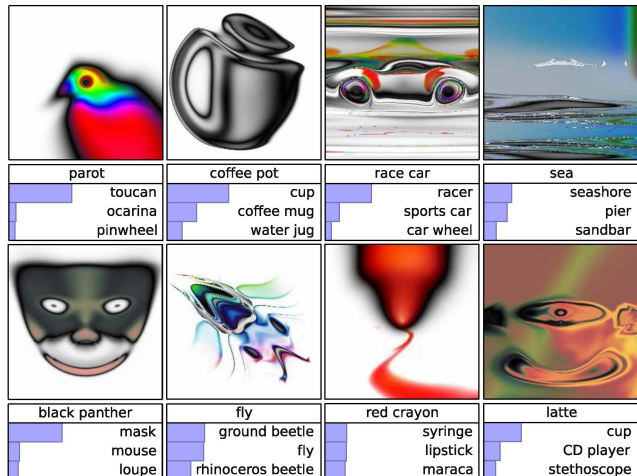 parot
coffee pot
race car
sea
toucan
cup
racer
seashore
ocarina
coffee mug
sports car
pier
pinwheel
water jug
car wheel
sandbar
black panther
fly
red crayon
latte
mask
ground beetle
syringe
cup
mouse
fly
lipstick
CD player
loupe
rhinoceros beetle
maraca
stethoscope